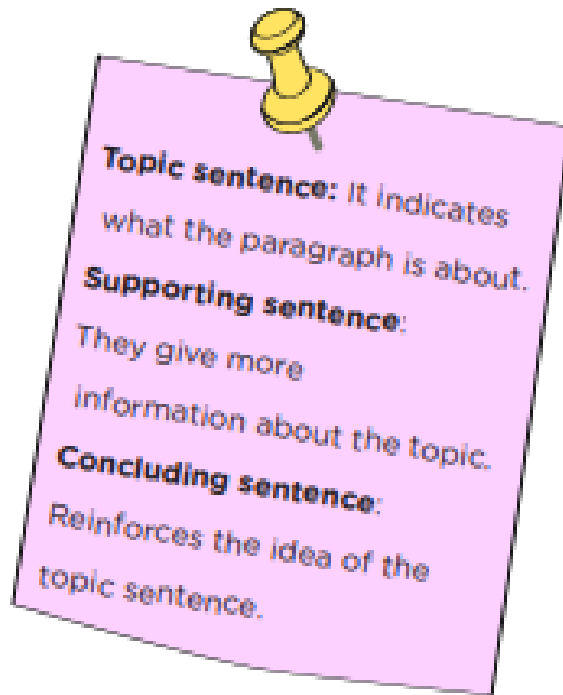 Topic sentence: It indicates
what the paragraph is about.
Supporting sentence:
They give more
information about the topic.
Concluding sentence:
Reinforces the idea of the
topic sentence.